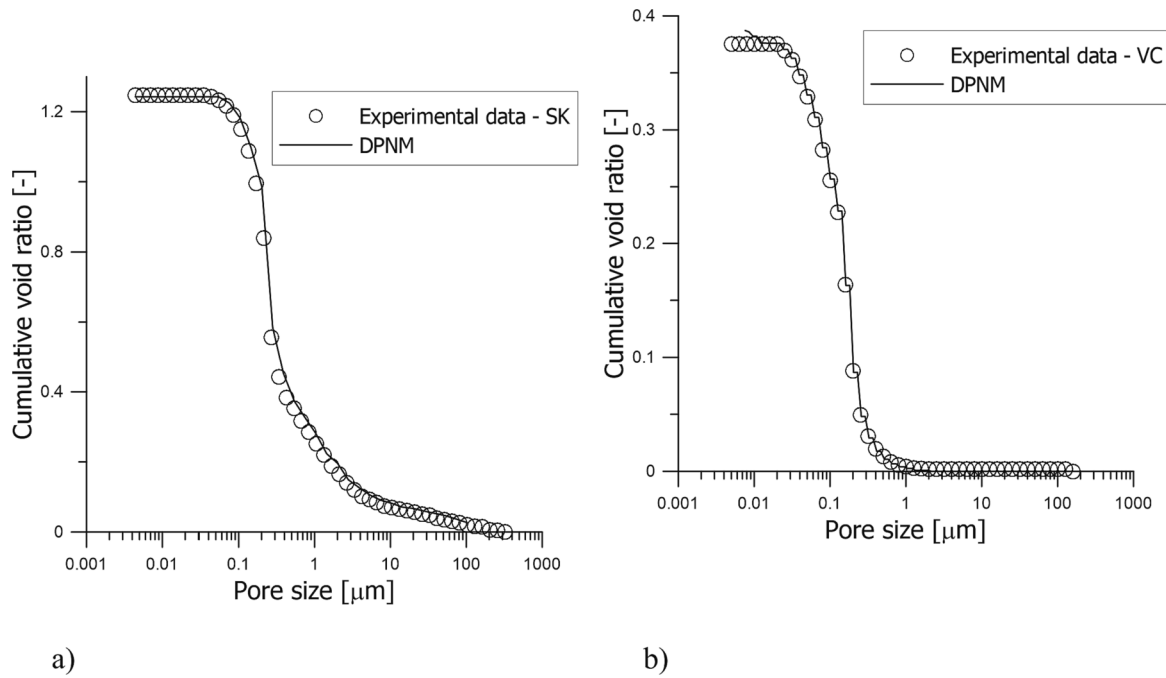 Experimental data - SK
DPNM
Cumulative void ratio [-]
1.2
0.8
0.4
0
0.001 0.01 0.1 1 10 100 1000
Pore size [μm]
a)
Experimental data - VC
DPNM
Cumulative void ratio [-]
0.4
0.3
0.2
0.1
0
0.001 0.01 0.1 1 10 100 1000
Pore size [μm]
b)